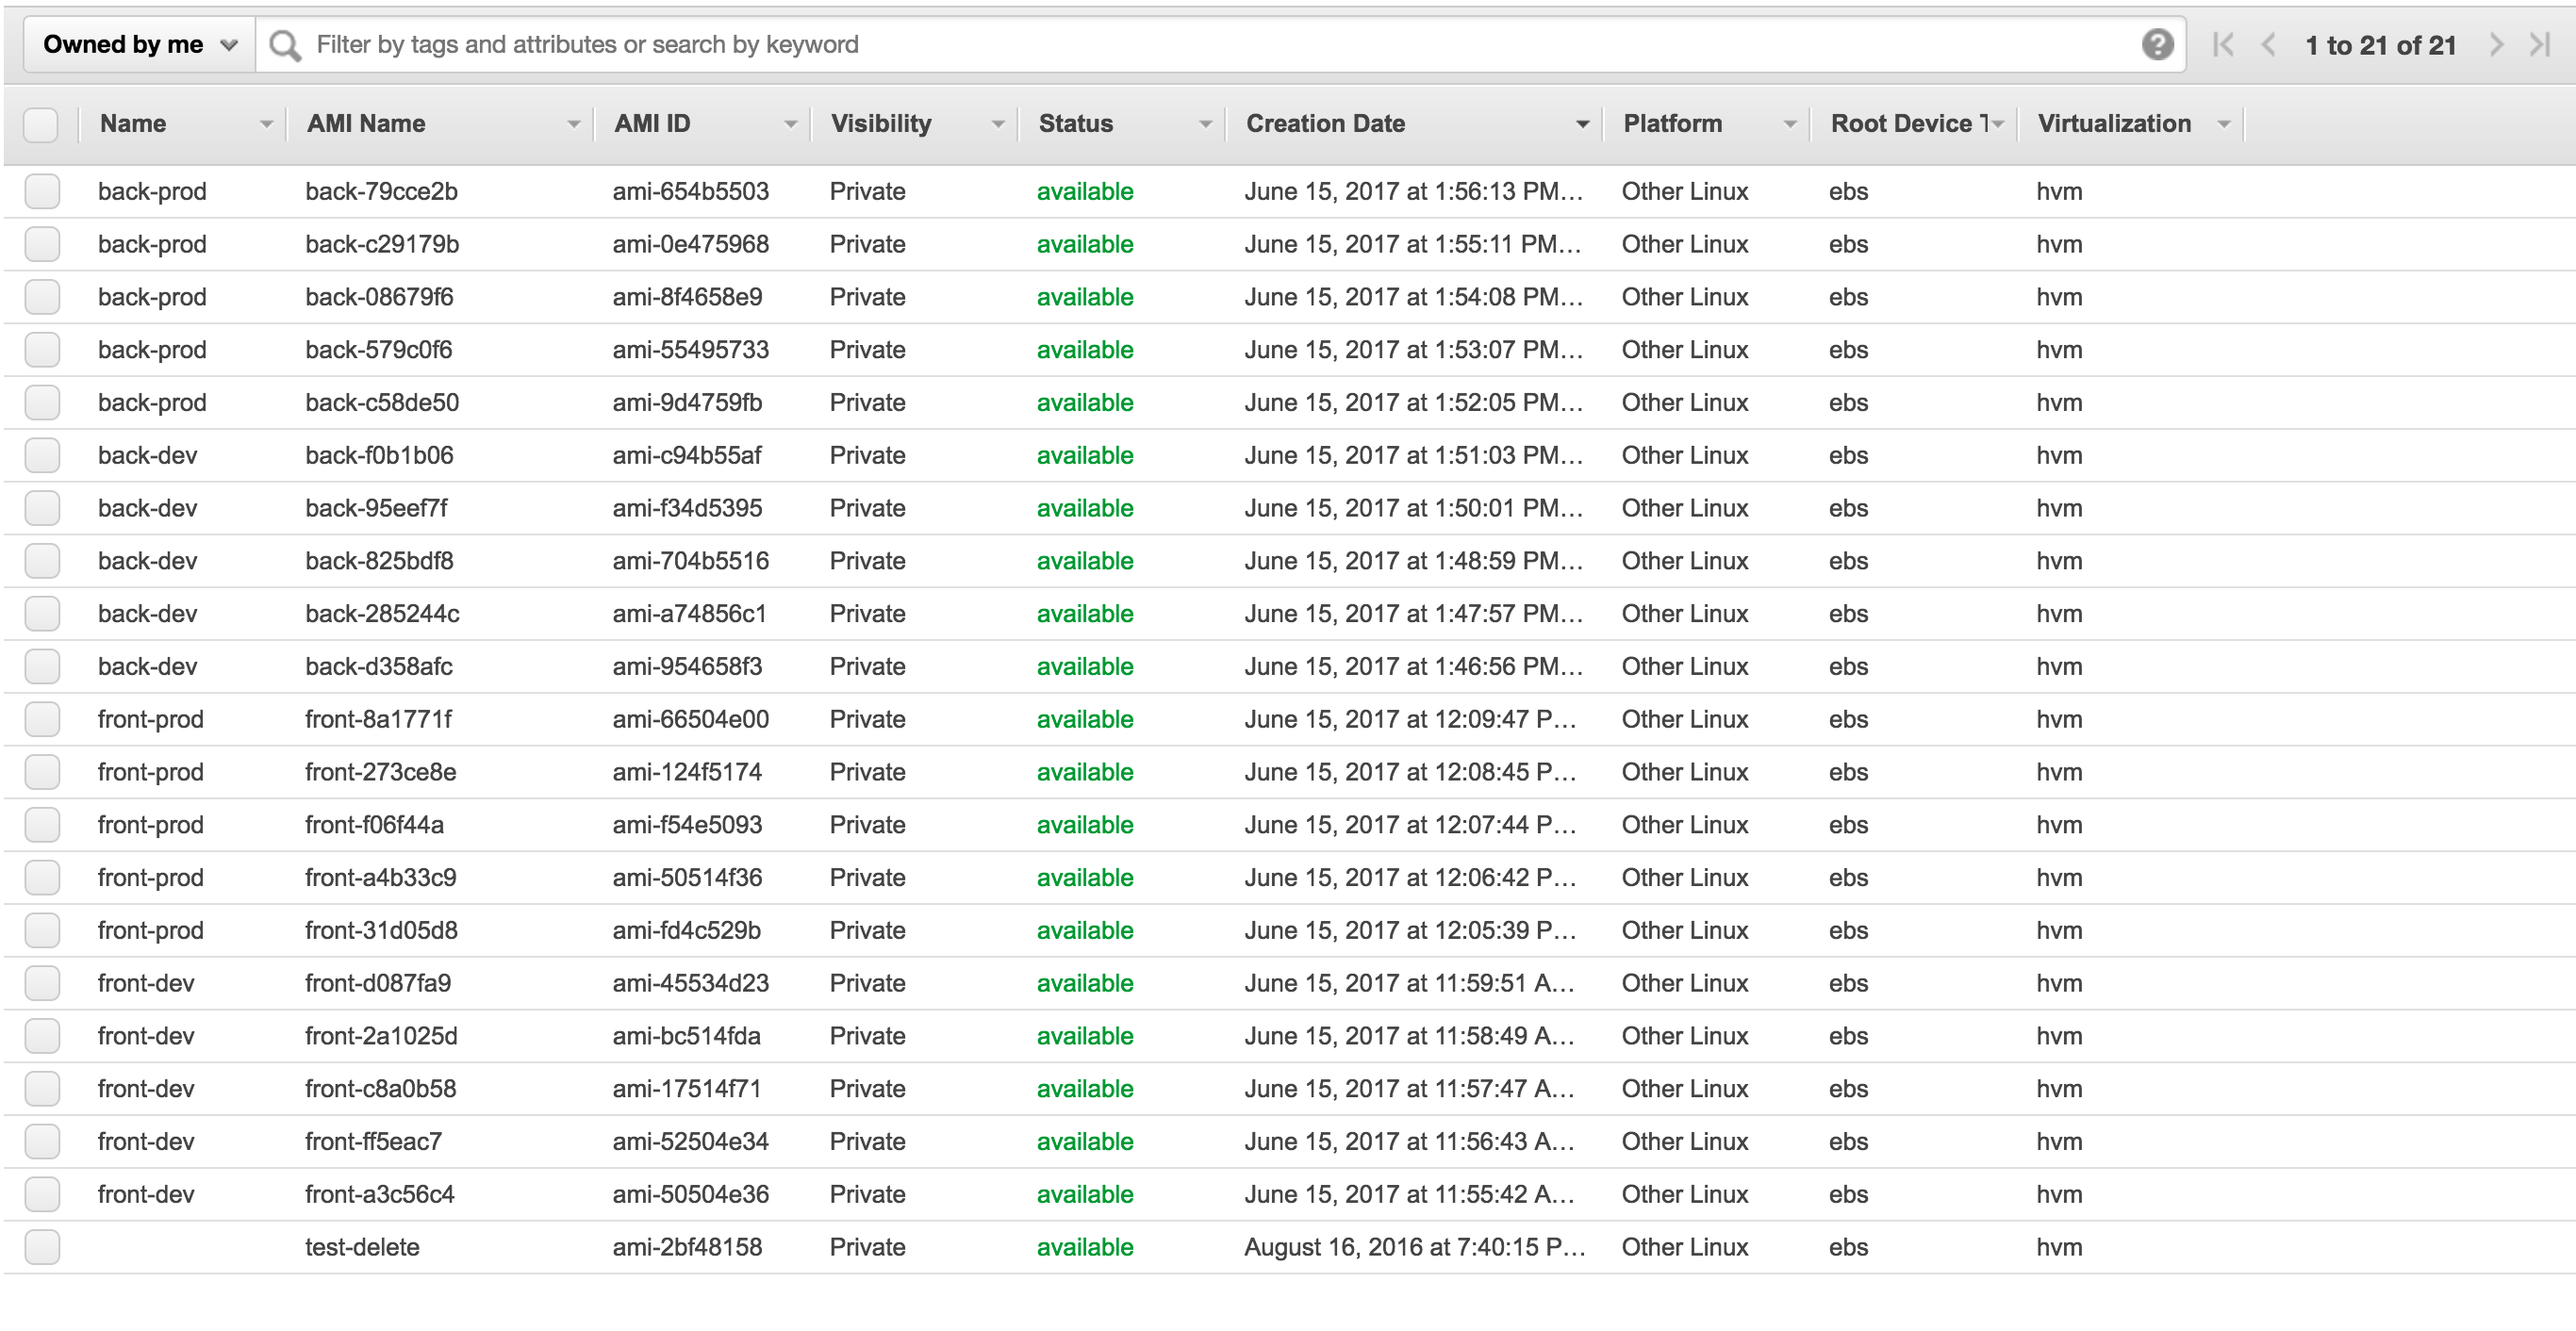 Owned by me Filter by tags and attributes or search by keyword ? 1 to 21 of 21
Name AMI Name AMI ID Visibility Status Creation Date Platform Root Device T Virtualization
back-prod back-79cce2b ami-654b5503 Private available June 15, 2017 at 1:56:13 PM… Other Linux ebs hvm
back-prod back-c29179b ami-0e475968 Private available June 15, 2017 at 1:55:11 PM… Other Linux ebs hvm
back-prod back-08679f6 ami-8f4658e9 Private available June 15, 2017 at 1:54:08 PM… Other Linux ebs hvm
back-prod back-579c0f6 ami-55495733 Private available June 15, 2017 at 1:53:07 PM… Other Linux ebs hvm
back-prod back-c58de50 ami-9d4759fb Private available June 15, 2017 at 1:52:05 PM… Other Linux ebs hvm
back-dev back-f0b1b06 ami-c94b55af Private available June 15, 2017 at 1:51:03 PM… Other Linux ebs hvm
back-dev back-95eef7f ami-f34d5395 Private available June 15, 2017 at 1:50:01 PM… Other Linux ebs hvm
back-dev back-825bdf8 ami-704b5516 Private available June 15, 2017 at 1:48:59 PM… Other Linux ebs hvm
back-dev back-285244c ami-a74856c1 Private available June 15, 2017 at 1:47:57 PM… Other Linux ebs hvm
back-dev back-d358afc ami-954658f3 Private available June 15, 2017 at 1:46:56 PM… Other Linux ebs hvm
front-prod front-8a1771f ami-66504e00 Private available June 15, 2017 at 12:09:47 P… Other Linux ebs hvm
front-prod front-273ce8e ami-124f5174 Private available June 15, 2017 at 12:08:45 P… Other Linux ebs hvm
front-prod front-f06f44a ami-f54e5093 Private available June 15, 2017 at 12:07:44 P… Other Linux ebs hvm
front-prod front-a4b33c9 ami-50514f36 Private available June 15, 2017 at 12:06:42 P… Other Linux ebs hvm
front-prod front-31d05d8 ami-fd4c529b Private available June 15, 2017 at 12:05:39 P… Other Linux ebs hvm
front-dev front-d087fa9 ami-45534d23 Private available June 15, 2017 at 11:59:51 A… Other Linux ebs hvm
front-dev front-2a1025d ami-bc514fda Private available June 15, 2017 at 11:58:49 A… Other Linux ebs hvm
front-dev front-c8a0b58 ami-17514f71 Private available June 15, 2017 at 11:57:47 A… Other Linux ebs hvm
front-dev front-ff5eac7 ami-52504e34 Private available June 15, 2017 at 11:56:43 A… Other Linux ebs hvm
front-dev front-a3c56c4 ami-50504e36 Private available June 15, 2017 at 11:55:42 A… Other Linux ebs hvm
test-delete ami-2bf48158 Private available August 16, 2016 at 7:40:15 P… Other Linux ebs hvm